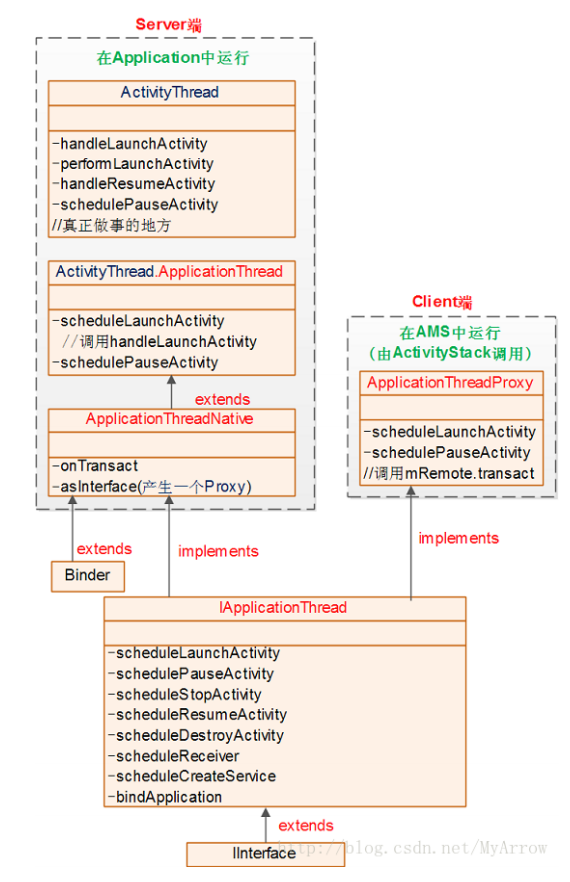 Server端
在Application中运行
ActivityThread
-handleLaunchActivity
-performLaunchActivity
-handleResumeActivity
-schedulePauseActivity
//真正做事的地方
ActivityThread.ApplicationThread
-scheduleLaunchActivity
//调用handleLaunchActivity
-schedulePauseActivity
extends
ApplicationThreadNative
-onTransact
-asInterface(产生一个Proxy)
Client端
在AMS中运行
(由ActivityStack调用)
ApplicationThreadProxy
-scheduleLaunchActivity
-schedulePauseActivity
//调用mRemote.transact
extends
implements
implements
Binder
IApplicationThread
-scheduleLaunchActivity
-schedulePauseActivity
-scheduleStopActivity
-scheduleResumeActivity
-scheduleDestroyActivity
-scheduleReceiver
-scheduleCreateService
-bindApplication
extends
IInterface
http://blog.csdn.net/MyArrow